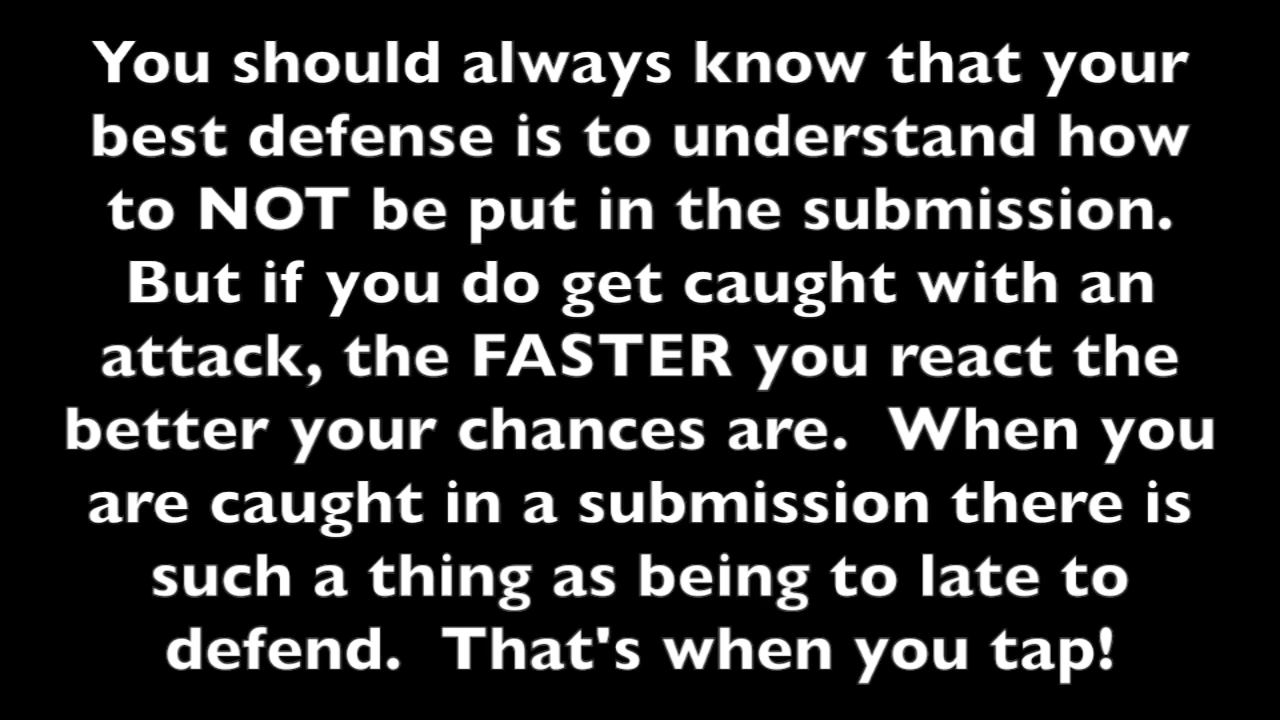 You should always know that your
best defense is to understand how
to NOT be put in the submission.
But if you do get caught with an
attack, the FASTER you react the
better your chances are.  When you
are caught in a submission there is
such a thing as being to late to
defend.  That's when you tap!